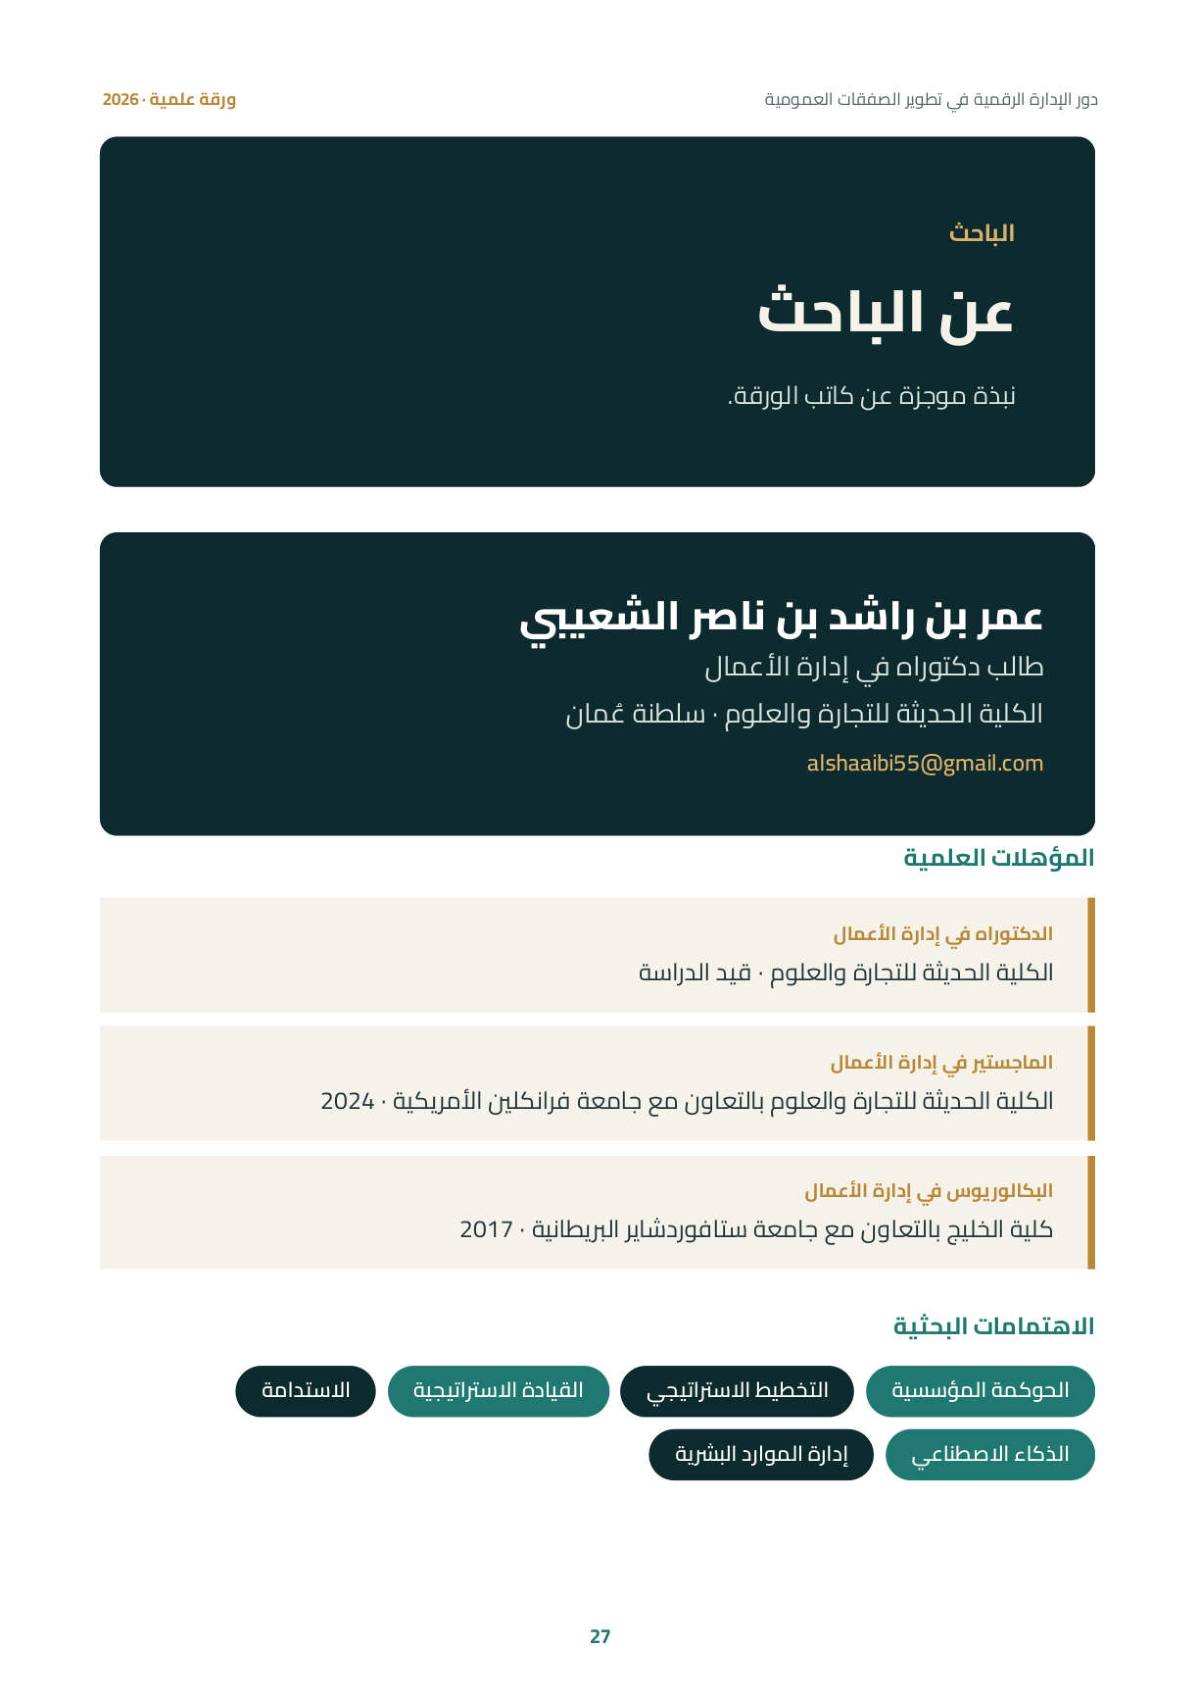 دور الإدارة الرقمية في تطوير الصفقات العمومية
ورقة علمية · 2026
الباحث
عن الباحث
نبذة موجزة عن كاتب الورقة.
عمر بن راشد بن ناصر الشعيبي
طالب دكتوراه في إدارة الأعمال
الكلية الحديثة للتجارة والعلوم · سلطنة عُمان
alshaaibi55@gmail.com
المؤهلات العلمية
الدكتوراه في إدارة الأعمال
الكلية الحديثة للتجارة والعلوم · قيد الدراسة
الماجستير في إدارة الأعمال
الكلية الحديثة للتجارة والعلوم بالتعاون مع جامعة فرانكلين الأمريكية · 2024
البكالوريوس في إدارة الأعمال
كلية الخليج بالتعاون مع جامعة ستافوردشاير البريطانية · 2017
الاهتمامات البحثية
الحوكمة المؤسسية
التخطيط الاستراتيجي
القيادة الاستراتيجية
الاستدامة
الذكاء الاصطناعي
إدارة الموارد البشرية
27